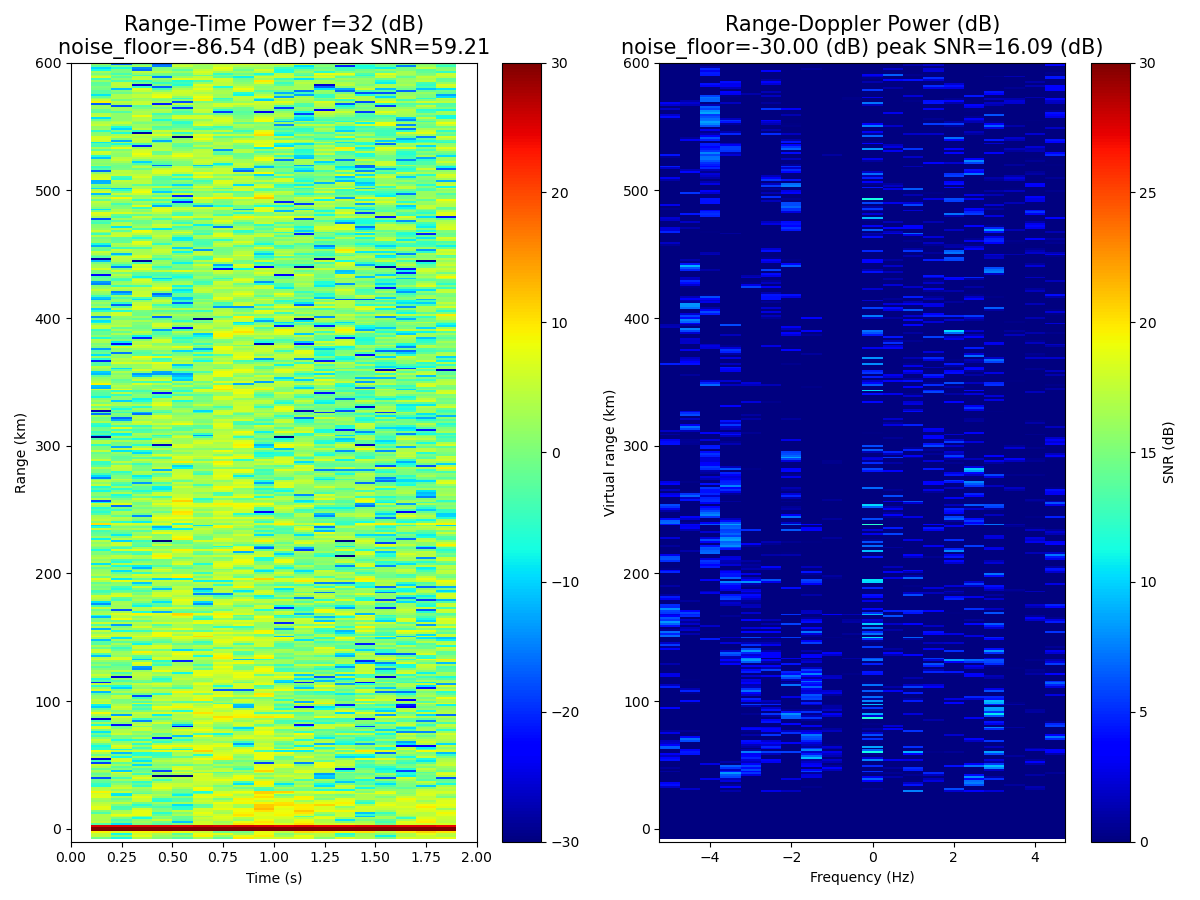 Range-Time Power f=32 (dB)
noise_floor=-86.54 (dB) peak SNR=59.21
600
500
400
300
200
100
0
Range (km)
0.00 0.25 0.50 0.75 1.00 1.25 1.50 1.75 2.00
Time (s)
30
20
10
0
−10
−20
−30
Range-Doppler Power (dB)
noise_floor=-30.00 (dB) peak SNR=16.09 (dB)
600
500
400
300
200
100
0
Virtual range (km)
−4 −2 0 2 4
Frequency (Hz)
30
25
20
15
10
5
0
SNR (dB)